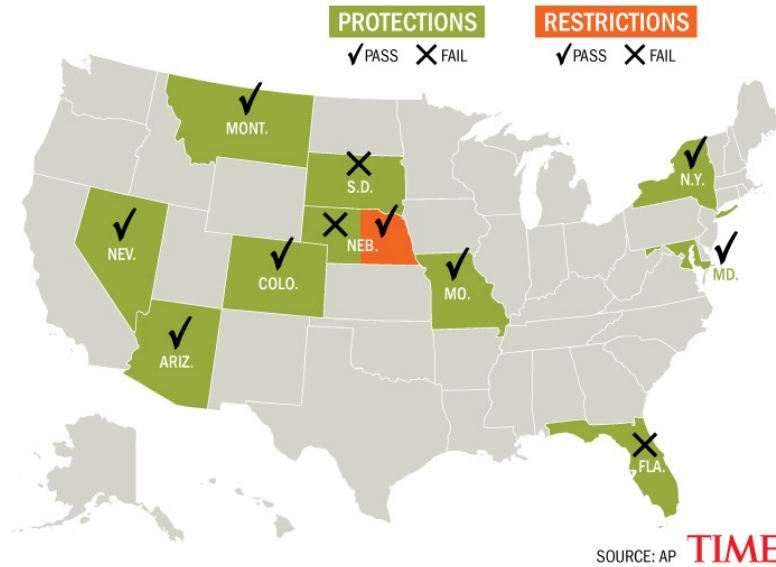 PROTECTIONS
RESTRICTIONS
✓ PASS ✕ FAIL
✓ PASS ✕ FAIL
MONT.
S.D.
N.Y.
NEV.
NEB.
COLO.
MO.
MD.
ARIZ.
FLA.
SOURCE: AP TIME